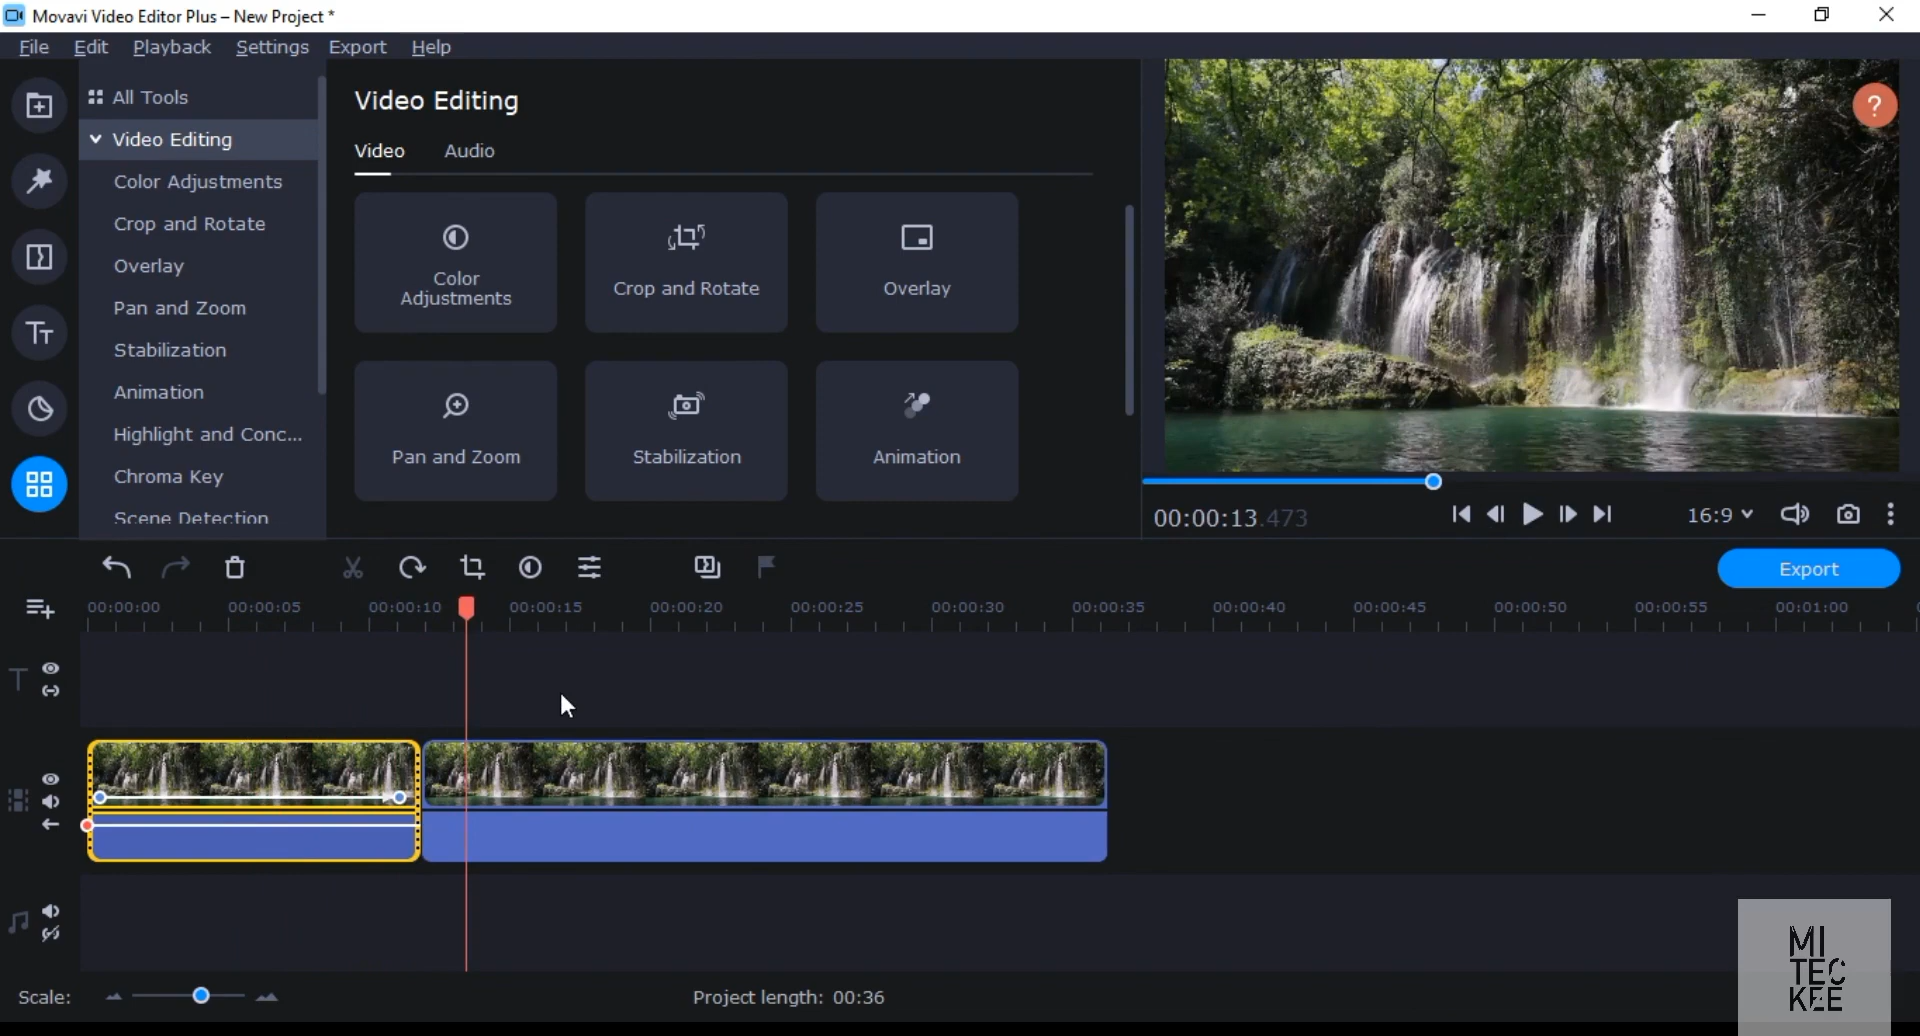 Movavi Video Editor Plus – New Project *
File Edit Playback Settings Export Help
All Tools
Video Editing
Color Adjustments
Crop and Rotate
Overlay
Pan and Zoom
Stabilization
Animation
Highlight and Conc...
Chroma Key
Scene Detection
Video Editing
Video Audio
Color
Adjustments
Crop and Rotate
Overlay
Pan and Zoom
Stabilization
Animation
?
00:00:13.473
16:9
Export
00:00:00 00:00:05 00:00:10 00:00:15 00:00:20 00:00:25 00:00:30 00:00:35 00:00:40 00:00:45 00:00:50 00:00:55 00:01:00
Scale:
Project length: 00:36
MI
TEC
KEE